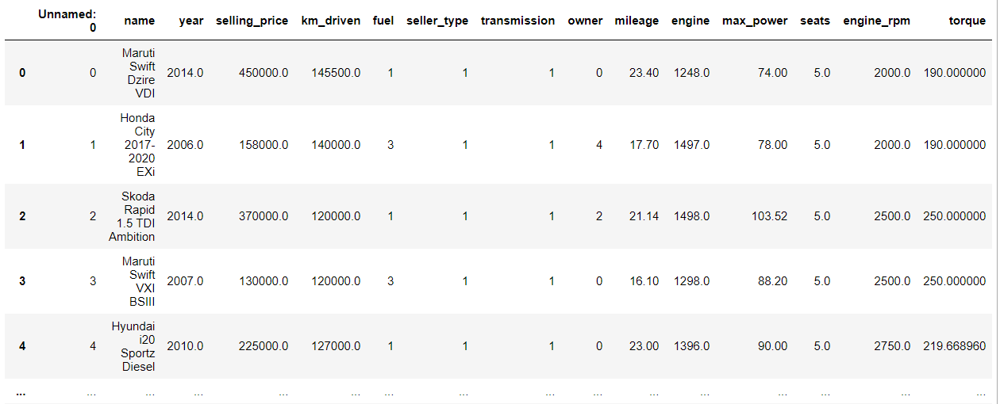 Unnamed: 0 name year selling_price km_driven fuel seller_type transmission owner mileage engine max_power seats engine_rpm torque
0 0 Maruti Swift Dzire VDI 2014.0 450000.0 145500.0 1 1 1 0 23.40 1248.0 74.00 5.0 2000.0 190.000000
1 1 Honda City 2017-2020 EXi 2006.0 158000.0 140000.0 3 1 1 4 17.70 1497.0 78.00 5.0 2000.0 190.000000
2 2 Skoda Rapid 1.5 TDI Ambition 2014.0 370000.0 120000.0 1 1 1 2 21.14 1498.0 103.52 5.0 2500.0 250.000000
3 3 Maruti Swift VXI BSIII 2007.0 130000.0 120000.0 3 1 1 0 16.10 1298.0 88.20 5.0 2500.0 250.000000
4 4 Hyundai i20 Sportz Diesel 2010.0 225000.0 127000.0 1 1 1 0 23.00 1396.0 90.00 5.0 2750.0 219.668960
... ... ... ... ... ... ... ... ... ... ... ... ... ... ... ...